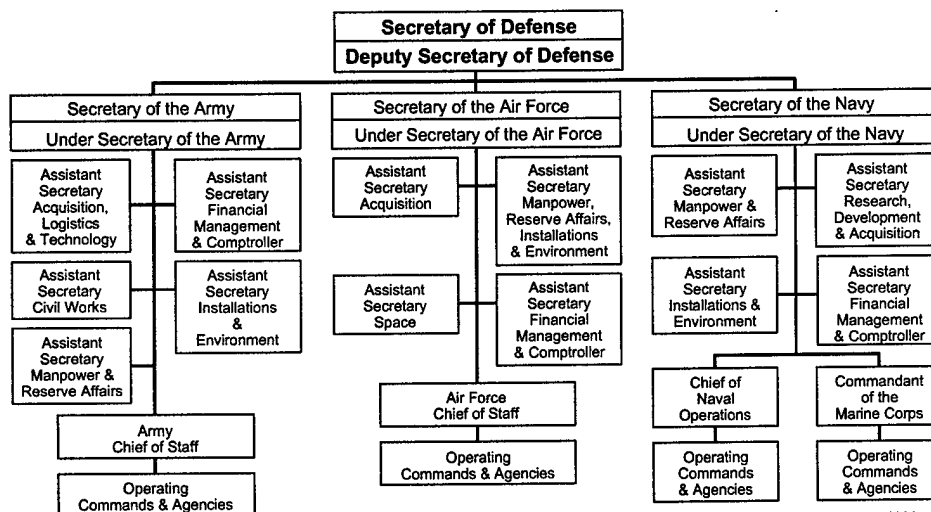 Secretary of Defense
Deputy Secretary of Defense
Secretary of the Army
Under Secretary of the Army
Assistant
Secretary
Acquisition,
Logistics
& Technology
Assistant
Secretary
Financial
Management
& Comptroller
Assistant
Secretary
Civil Works
Assistant
Secretary
Installations
&
Environment
Assistant
Secretary
Manpower &
Reserve Affairs
Army
Chief of Staff
Operating
Commands & Agencies
Secretary of the Air Force
Under Secretary of the Air Force
Assistant
Secretary
Acquisition
Assistant
Secretary
Manpower,
Reserve Affairs,
Installations
& Environment
Assistant
Secretary
Space
Assistant
Secretary
Financial
Management
& Comptroller
Air Force
Chief of Staff
Operating
Commands & Agencies
Secretary of the Navy
Under Secretary of the Navy
Assistant
Secretary
Manpower &
Reserve Affairs
Assistant
Secretary
Research,
Development
& Acquisition
Assistant
Secretary
Installations &
Environment
Assistant
Secretary
Financial
Management
& Comptroller
Chief of
Naval
Operations
Commandant
of the
Marine Corps
Operating
Commands
& Agencies
Operating
Commands
& Agencies